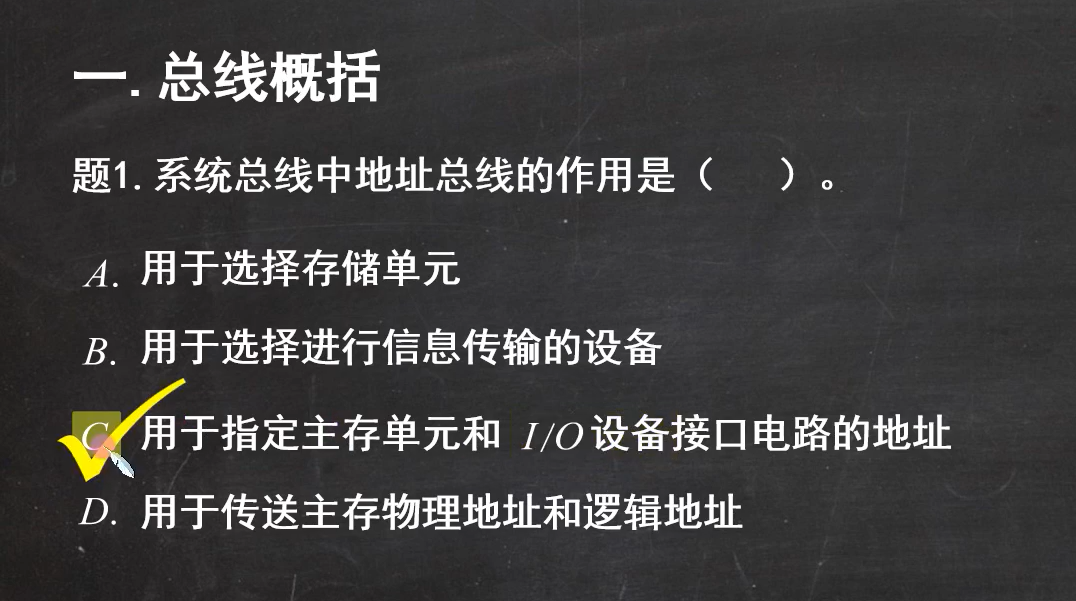 一.总线概括
题1.系统总线中地址总线的作用是（ ）。
A. 用于选择存储单元
B. 用于选择进行信息传输的设备
C. 用于指定主存单元和 I/O 设备接口电路的地址
D. 用于传送主存物理地址和逻辑地址